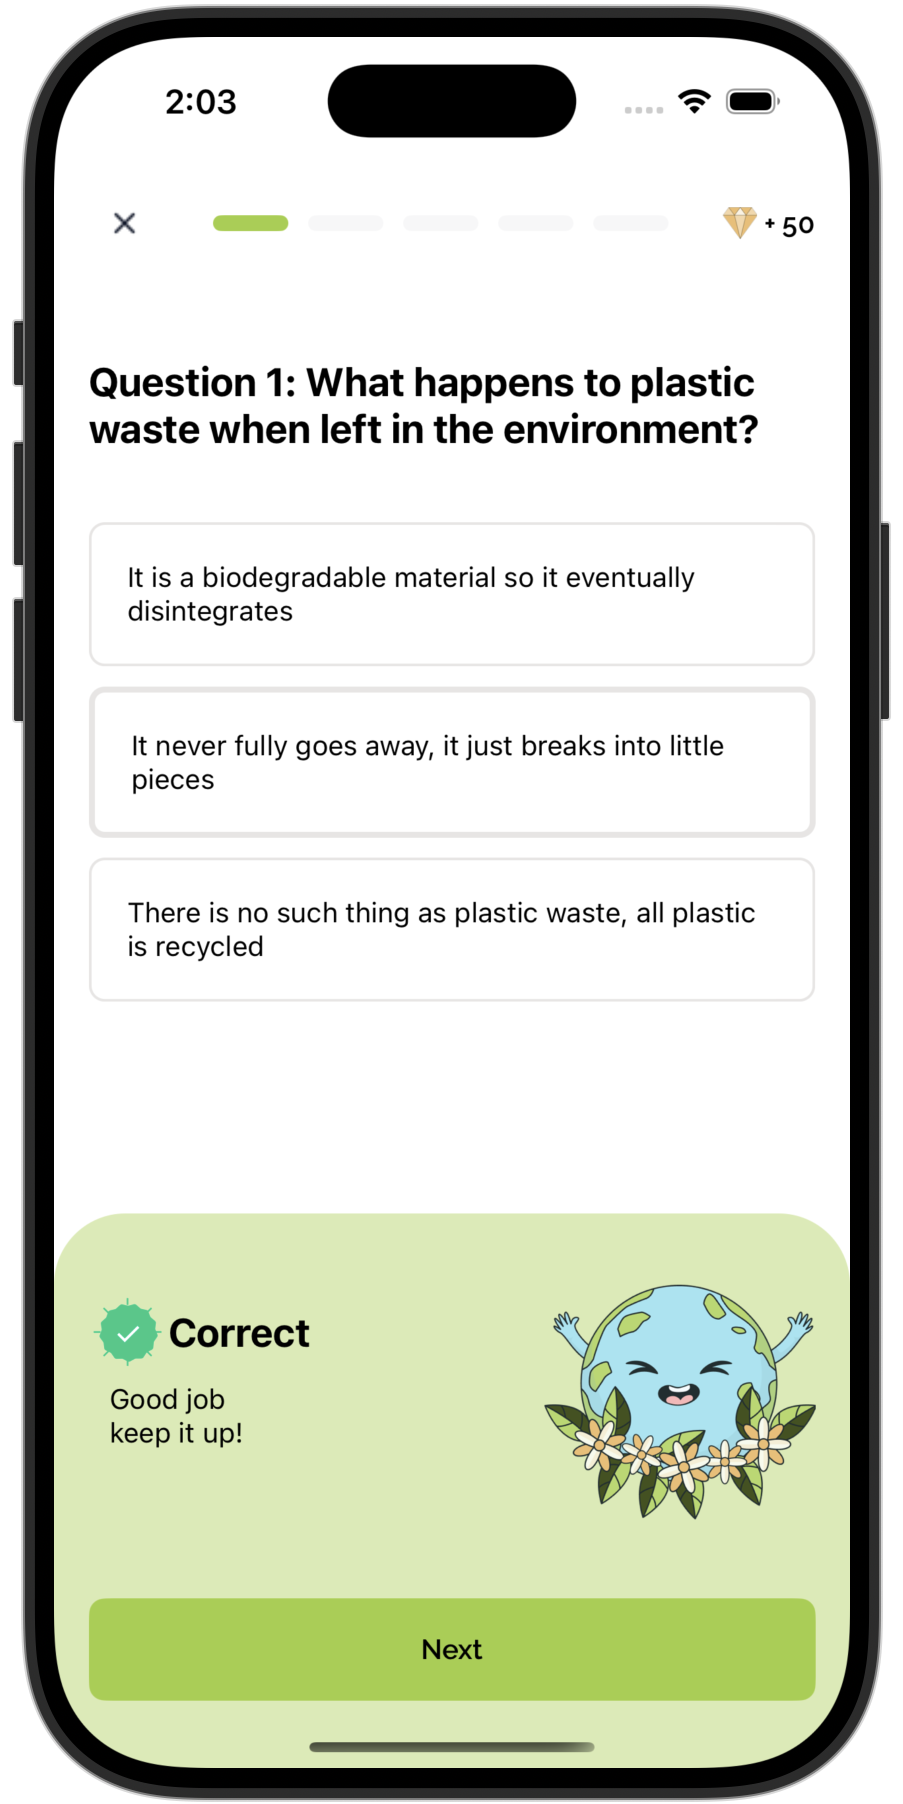 2:03
+ 50
Question 1: What happens to plastic
waste when left in the environment?
It is a biodegradable material so it eventually
disintegrates
It never fully goes away, it just breaks into little
pieces
There is no such thing as plastic waste, all plastic
is recycled
Correct
Good job
keep it up!
Next